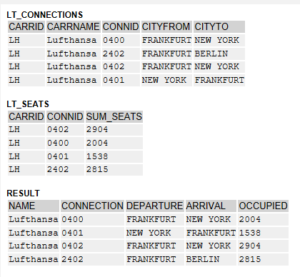 LT_CONNECTIONS
CARRID CARRNAME CONNID CITYFROM CITYTO
LH Lufthansa 0400 FRANKFURT NEW YORK
LH Lufthansa 2402 FRANKFURT BERLIN
LH Lufthansa 0402 FRANKFURT NEW YORK
LH Lufthansa 0401 NEW YORK FRANKFURT
LT_SEATS
CARRID CONNID SUM_SEATS
LH 0402 2904
LH 0400 2004
LH 0401 1538
LH 2402 2815
RESULT
NAME CONNECTION DEPARTURE ARRIVAL OCCUPIED
Lufthansa 0400 FRANKFURT NEW YORK 2004
Lufthansa 0401 NEW YORK FRANKFURT 1538
Lufthansa 0402 FRANKFURT NEW YORK 2904
Lufthansa 2402 FRANKFURT BERLIN 2815